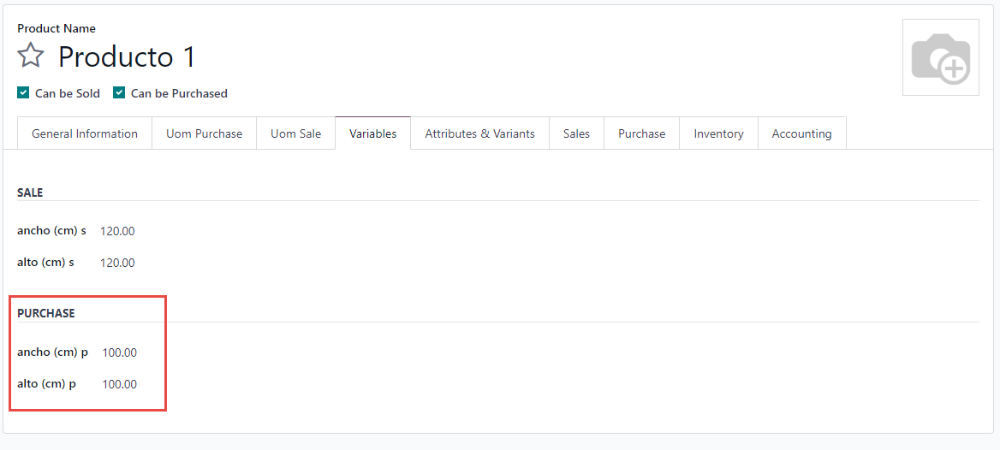 Product Name
Producto 1
Can be Sold Can be Purchased
General Information Uom Purchase Uom Sale Variables Attributes & Variants Sales Purchase Inventory Accounting
SALE
ancho (cm) s 120.00
alto (cm) s 120.00
PURCHASE
ancho (cm) p 100.00
alto (cm) p 100.00